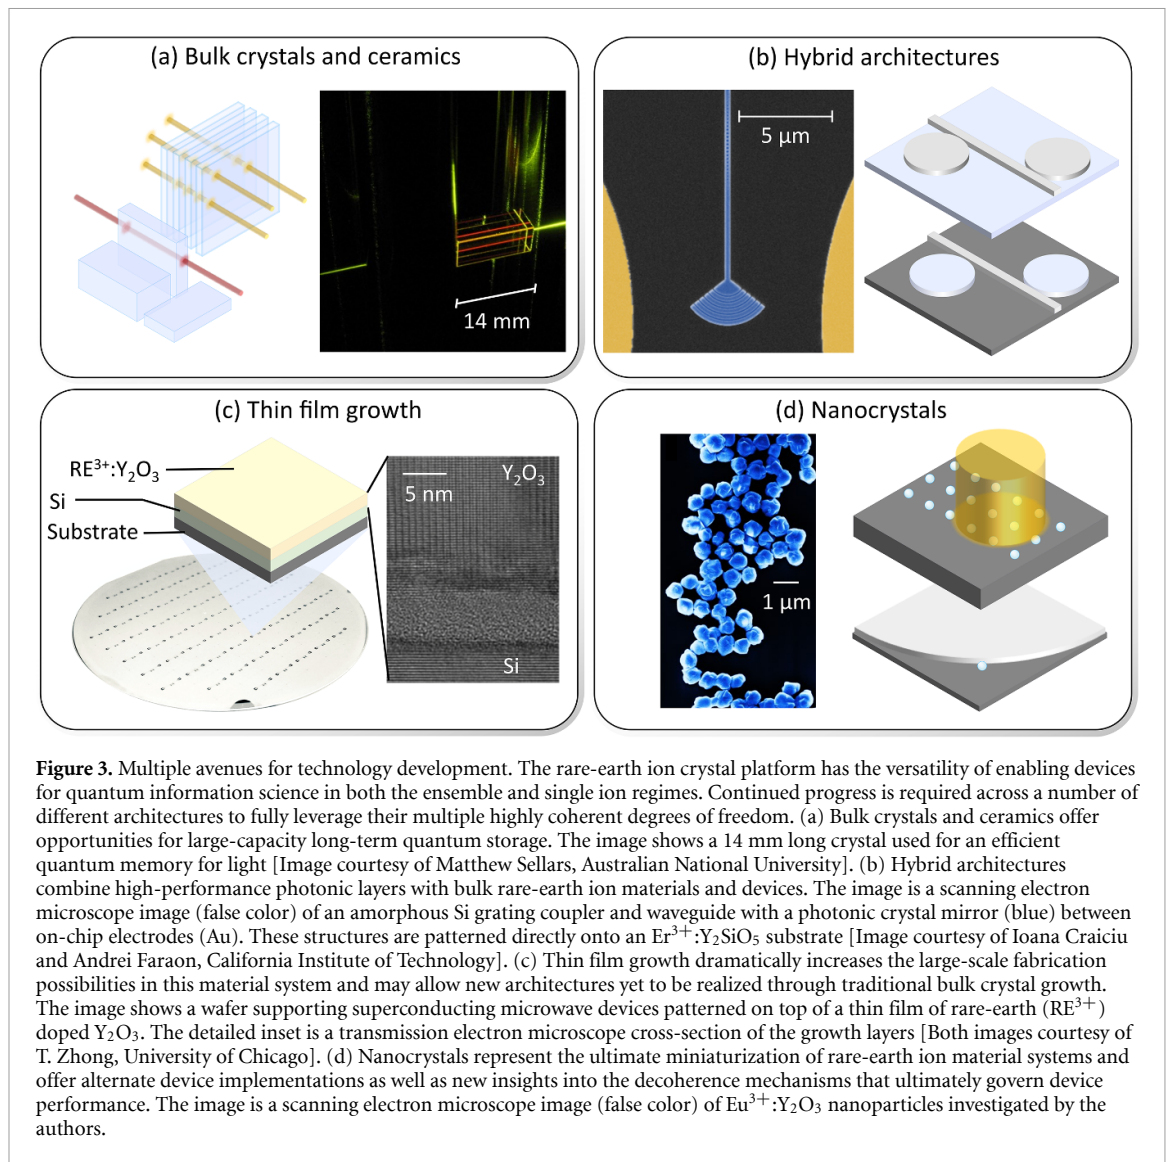 (a) Bulk crystals and ceramics
14 mm
(b) Hybrid architectures
5 μm
(c) Thin film growth
RE³⁺:Y₂O₃
Si
Substrate
Y₂O₃
5 nm
Si
(d) Nanocrystals
1 μm
Figure 3. Multiple avenues for technology development. The rare-earth ion crystal platform has the versatility of enabling devices
for quantum information science in both the ensemble and single ion regimes. Continued progress is required across a number of
different architectures to fully leverage their multiple highly coherent degrees of freedom. (a) Bulk crystals and ceramics offer
opportunities for large-capacity long-term quantum storage. The image shows a 14 mm long crystal used for an efficient
quantum memory for light [Image courtesy of Matthew Sellars, Australian National University]. (b) Hybrid architectures
combine high-performance photonic layers with bulk rare-earth ion materials and devices. The image is a scanning electron
microscope image (false color) of an amorphous Si grating coupler and waveguide with a photonic crystal mirror (blue) between
on-chip electrodes (Au). These structures are patterned directly onto an Er³⁺:Y₂SiO₅ substrate [Image courtesy of Ioana Craiciu
and Andrei Faraon, California Institute of Technology]. (c) Thin film growth dramatically increases the large-scale fabrication
possibilities in this material system and may allow new architectures yet to be realized through traditional bulk crystal growth.
The image shows a wafer supporting superconducting microwave devices patterned on top of a thin film of rare-earth (RE³⁺)
doped Y₂O₃. The detailed inset is a transmission electron microscope cross-section of the growth layers [Both images courtesy of
T. Zhong, University of Chicago]. (d) Nanocrystals represent the ultimate miniaturization of rare-earth ion material systems and
offer alternate device implementations as well as new insights into the decoherence mechanisms that ultimately govern device
performance. The image is a scanning electron microscope image (false color) of Eu³⁺:Y₂O₃ nanoparticles investigated by the
authors.